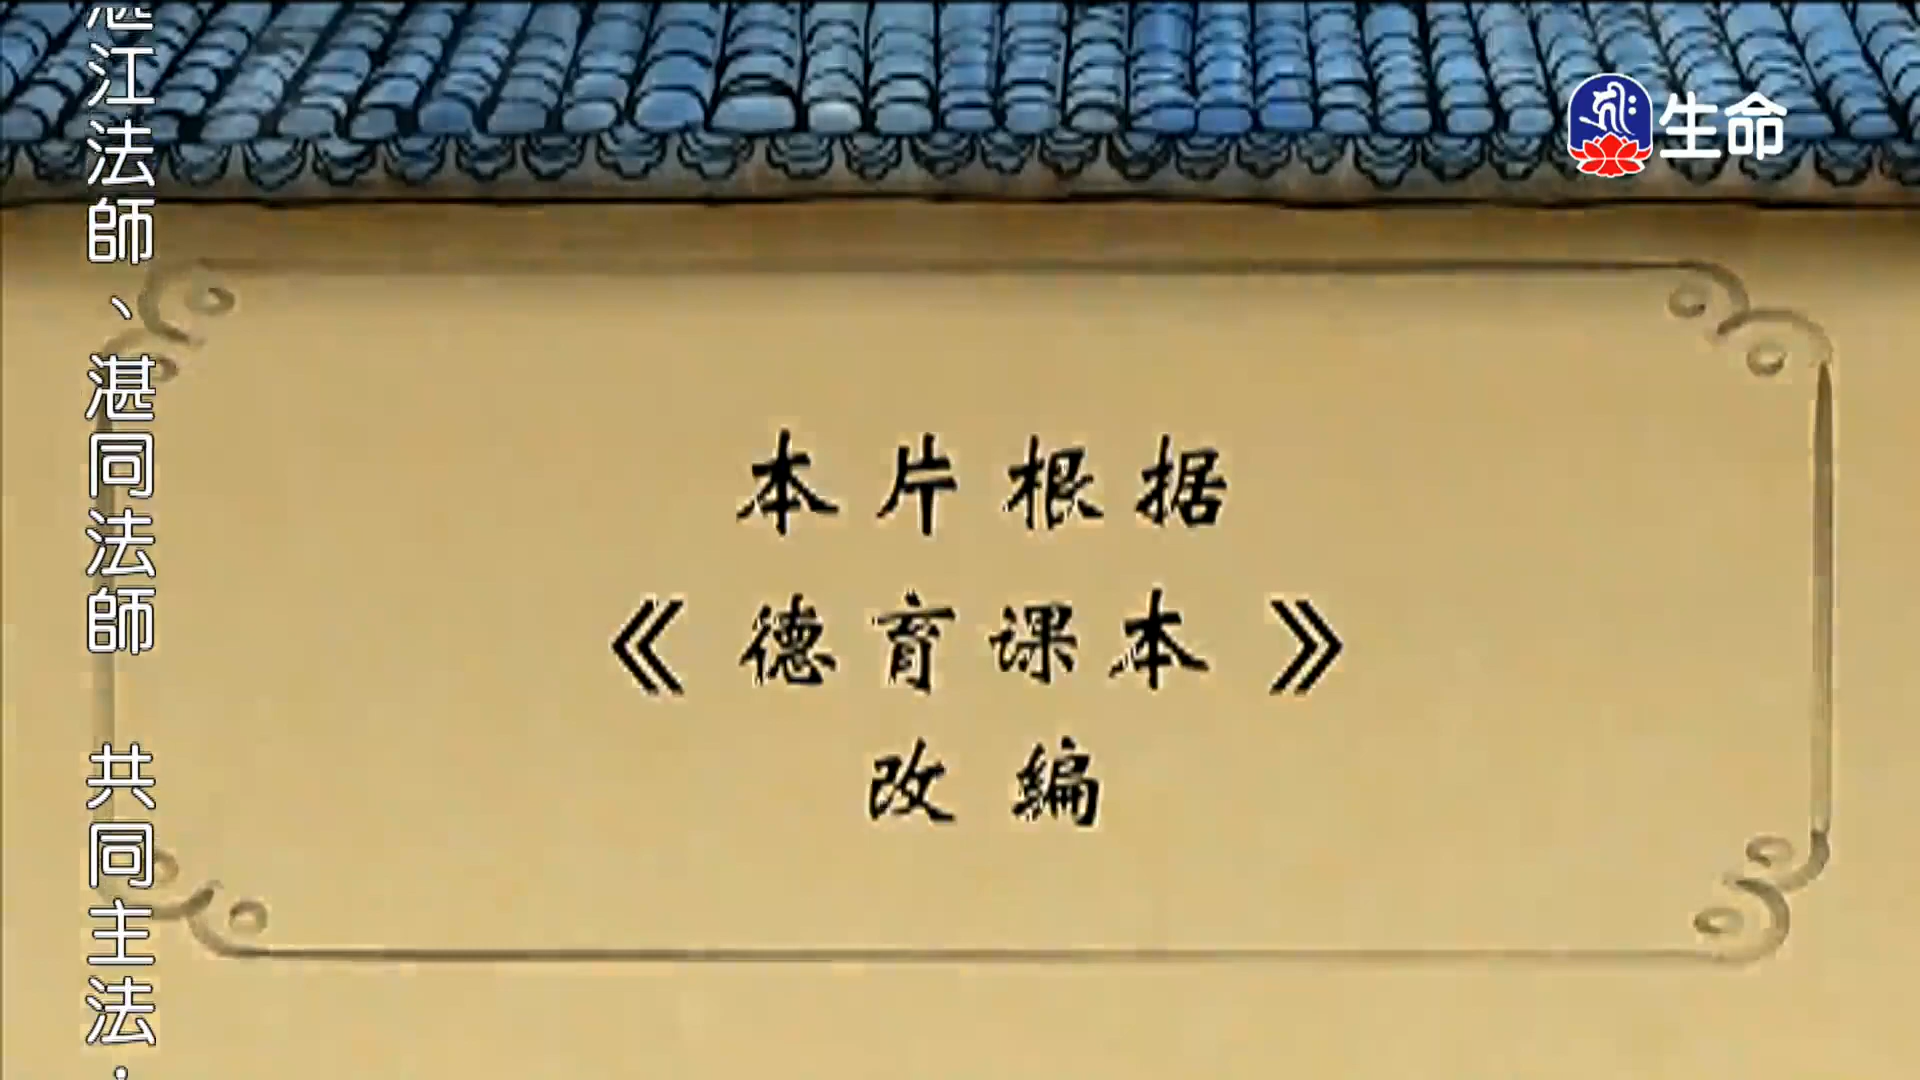 生命
本片根据
《德育课本》
改编
江法師、湛同法師 共同主法